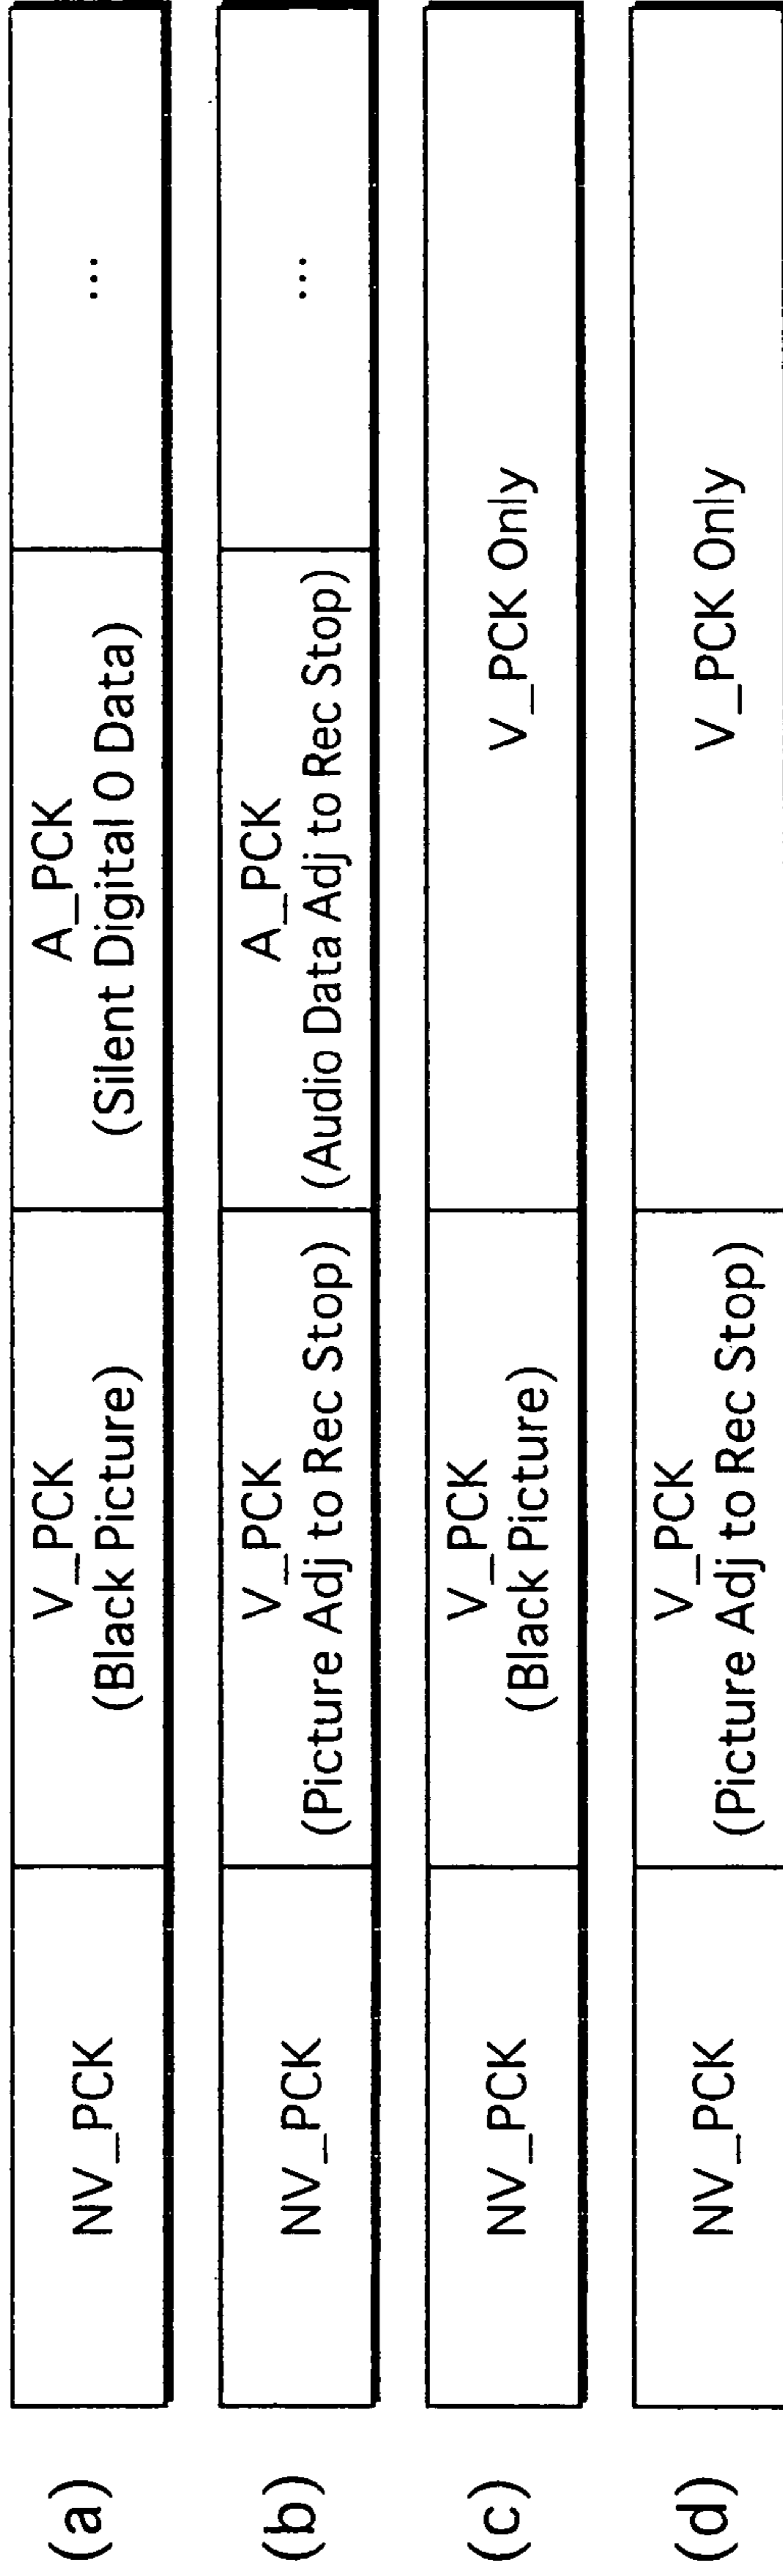 (a)
NV_PCK
V_PCK
(Black Picture)
A_PCK
(Silent Digital 0 Data)
...
(b)
NV_PCK
V_PCK
(Picture Adj to Rec Stop)
A_PCK
(Audio Data Adj to Rec Stop)
...
(c)
NV_PCK
V_PCK
(Black Picture)
V_PCK Only
(d)
NV_PCK
V_PCK
(Picture Adj to Rec Stop)
V_PCK Only